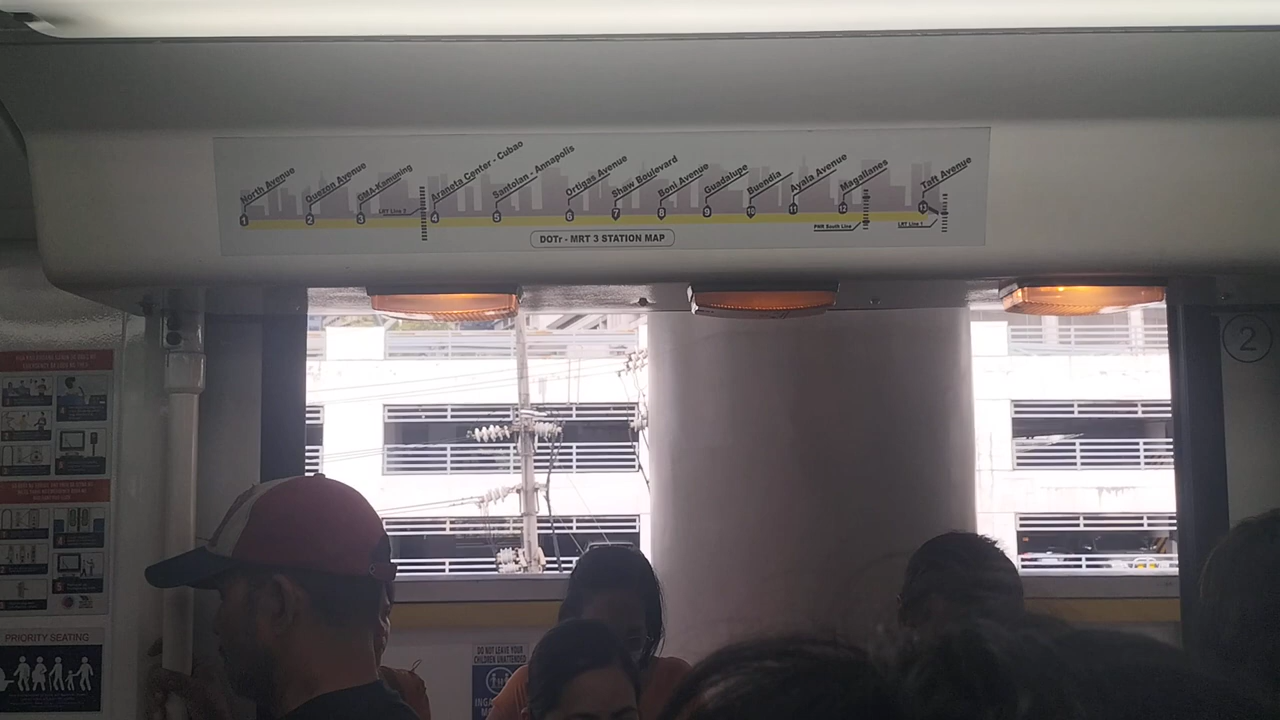 North Avenue
Quezon Avenue
GMA-Kamuning
Araneta Center - Cubao
Santolan - Annapolis
Ortigas Avenue
Shaw Boulevard
Boni Avenue
Guadalupe
Buendia
Ayala Avenue
Magallanes
Taft Avenue
LRT Line 2
1 2 3 4 5 6 7 8 9 10 11 12 13
PNR South Line
LRT Line 1
DOTr - MRT 3 STATION MAP
2
PRIORITY SEATING
DO NOT LEAVE YOUR
CHILDREN UNATTENDED